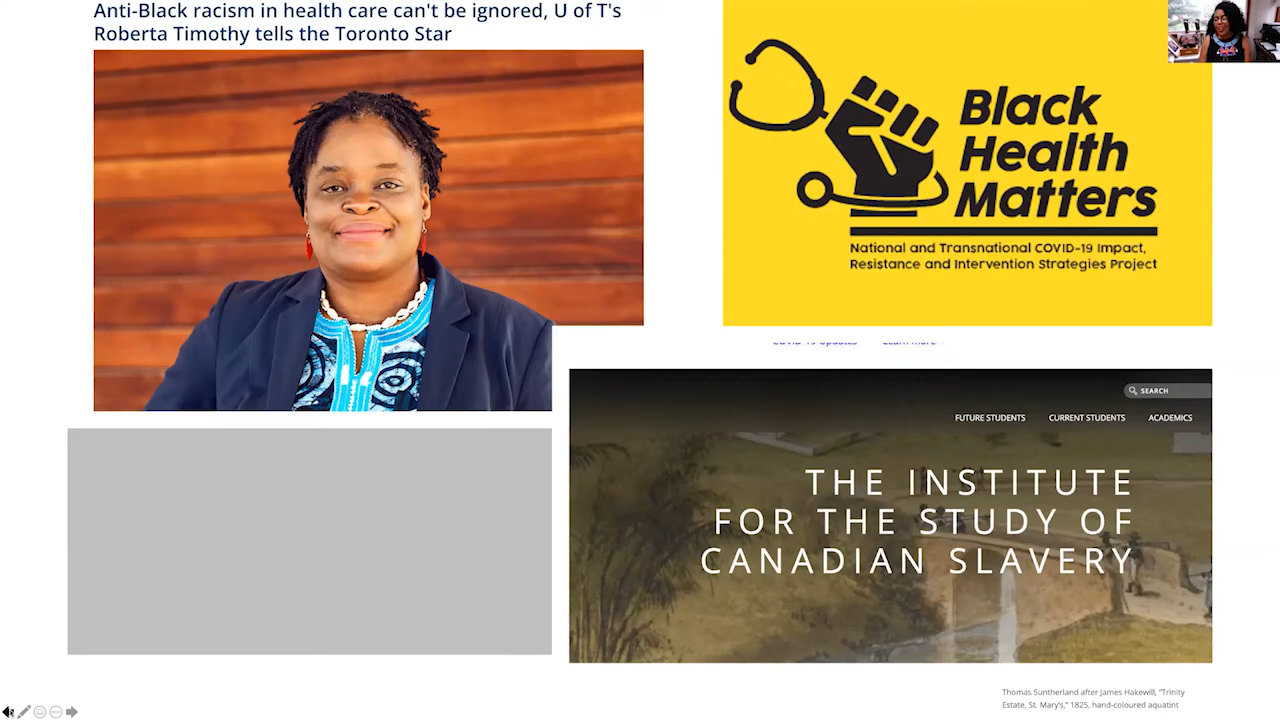 Anti-Black racism in health care can't be ignored, U of T's
Roberta Timothy tells the Toronto Star
Black
Health
Matters
National and Transnational COVID-19 Impact,
Resistance and Intervention Strategies Project
SEARCH
FUTURE STUDENTS CURRENT STUDENTS ACADEMICS
THE INSTITUTE
FOR THE STUDY OF
CANADIAN SLAVERY
Thomas Suntherland after James Hakewill, "Trinity
Estate, St. Mary's," 1825, hand-coloured aquatint